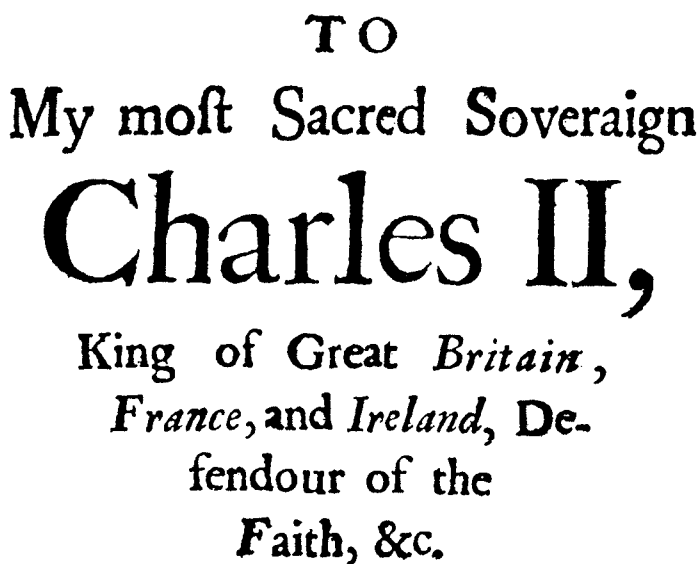 TO
My moſt Sacred Soveraign
Charles II,
King of Great Britain,
France, and Ireland, De-
fendour of the
Faith, &c.